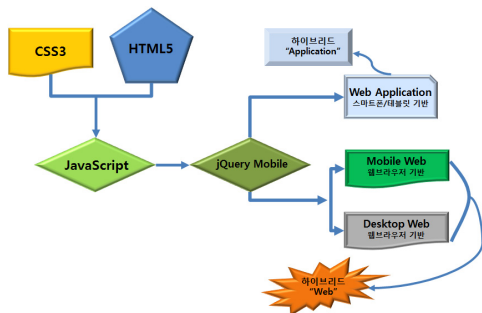 CSS3
HTML5
하이브리드
"Application"
Web Application
스마트폰/테블릿 기반
JavaScript
jQuery Mobile
Mobile Web
웹브라우저 기반
Desktop Web
웹브라우저 기반
하이브리드
"Web"